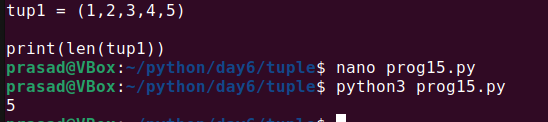 tup1 = (1,2,3,4,5)
print(len(tup1))
prasad@VBox:~/python/day6/tuple$ nano prog15.py
prasad@VBox:~/python/day6/tuple$ python3 prog15.py
5